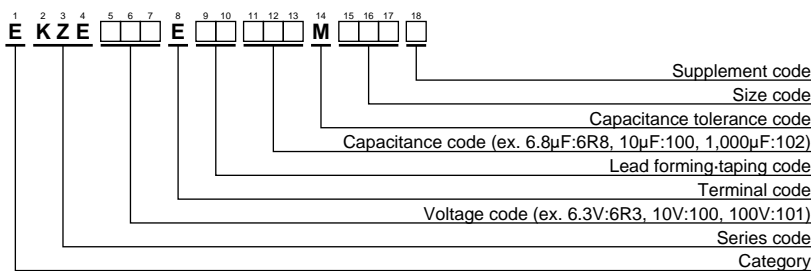 1 2 3 4 5 6 7 8 9 10 11 12 13 14 15 16 17 18
E K Z E □ □ □ E □ □ □ □ □ M □ □ □ □
Supplement code
Size code
Capacitance tolerance code
Capacitance code (ex. 6.8µF:6R8, 10µF:100, 1,000µF:102)
Lead forming·taping code
Terminal code
Voltage code (ex. 6.3V:6R3, 10V:100, 100V:101)
Series code
Category